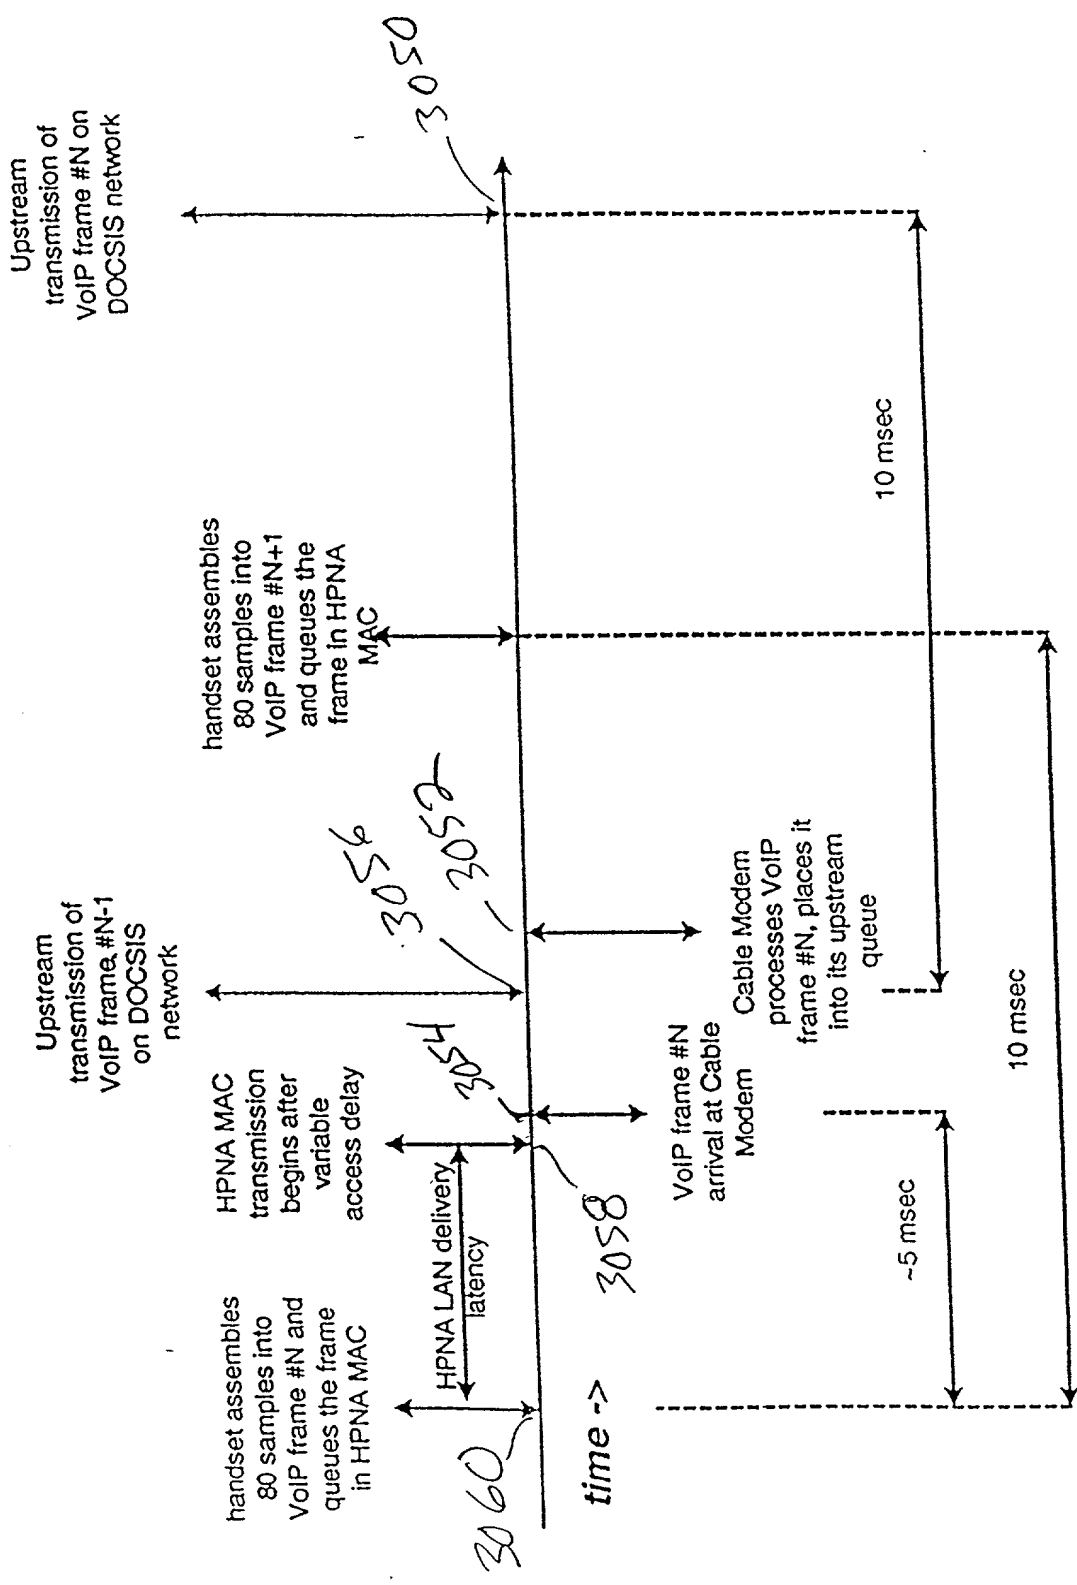 handset assembles
80 samples into
VoIP frame #N and
queues the frame
in HPNA MAC
HPNA MAC
transmission
begins after
variable
access delay
Upstream
transmission of
VoIP frame #N-1
on DOCSIS
network
handset assembles
80 samples into
VoIP frame #N+1
and queues the
frame in HPNA
MAC
Upstream
transmission of
VoIP frame #N on
DOCSIS network
HPNA LAN delivery
latency
3060
3058
3054
3056
3052
3050
time ->
VoIP frame #N
arrival at Cable
Modem
Cable Modem
processes VoIP
frame #N, places it
into its upstream
queue
~5 msec
10 msec
10 msec